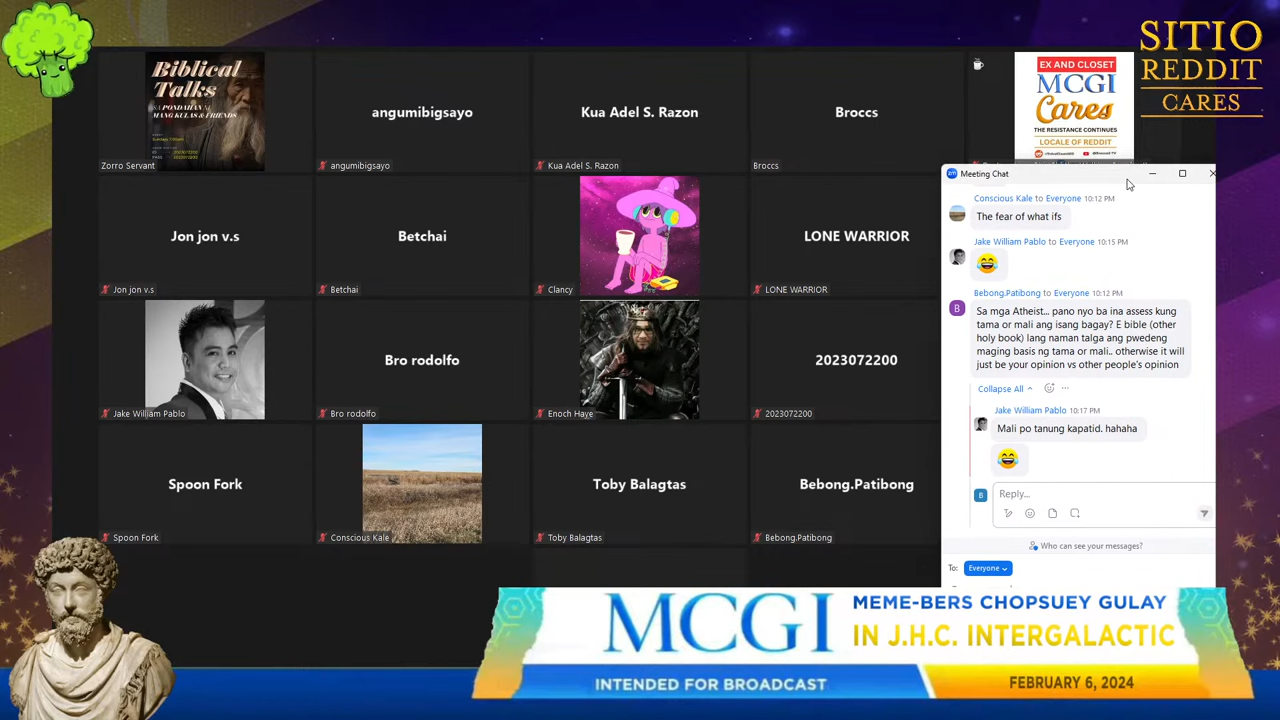 SITIO
REDDIT
CARES
Biblical
Talks
SA PONDAHAN NI
MANG KULAS & FRIENDS
Zorro Servant
angumibigsayo
angumibigsayo
Kua Adel S. Razon
Kua Adel S. Razon
Broccs
Broccs
EX AND CLOSET
MCGI
Cares
THE RESISTANCE CONTINUES
LOCALE OF REDDIT
Jon jon v.s
Jon jon v.s
Betchai
Betchai
Clancy
LONE WARRIOR
LONE WARRIOR
Jake William Pablo
Bro rodolfo
Bro rodolfo
Enoch Haye
2023072200
2023072200
Spoon Fork
Spoon Fork
Conscious Kale
Toby Balagtas
Toby Balagtas
Bebong.Patibong
Bebong.Patibong
zm Meeting Chat
Conscious Kale to Everyone 10:12 PM
The fear of what ifs
Jake William Pablo to Everyone 10:15 PM
😂
Bebong.Patibong to Everyone 10:12 PM
B
Sa mga Atheist... pano nyo ba ina assess kung
tama or mali ang isang bagay? E bible (other
holy book) lang naman talga ang pwedeng
maging basis ng tama or mali.. otherwise it will
just be your opinion vs other people's opinion
Collapse All
Jake William Pablo 10:17 PM
Mali po tanung kapatid. hahaha
😂
B
Reply...
Who can see your messages?
To: Everyone
MCGI
MEME-BERS CHOPSUEY GULAY
IN J.H.C. INTERGALACTIC
INTENDED FOR BROADCAST
FEBRUARY 6, 2024